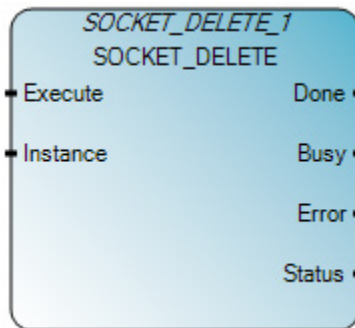 SOCKET_DELETE_1
SOCKET_DELETE
Execute Done
Instance Busy
Error
Status